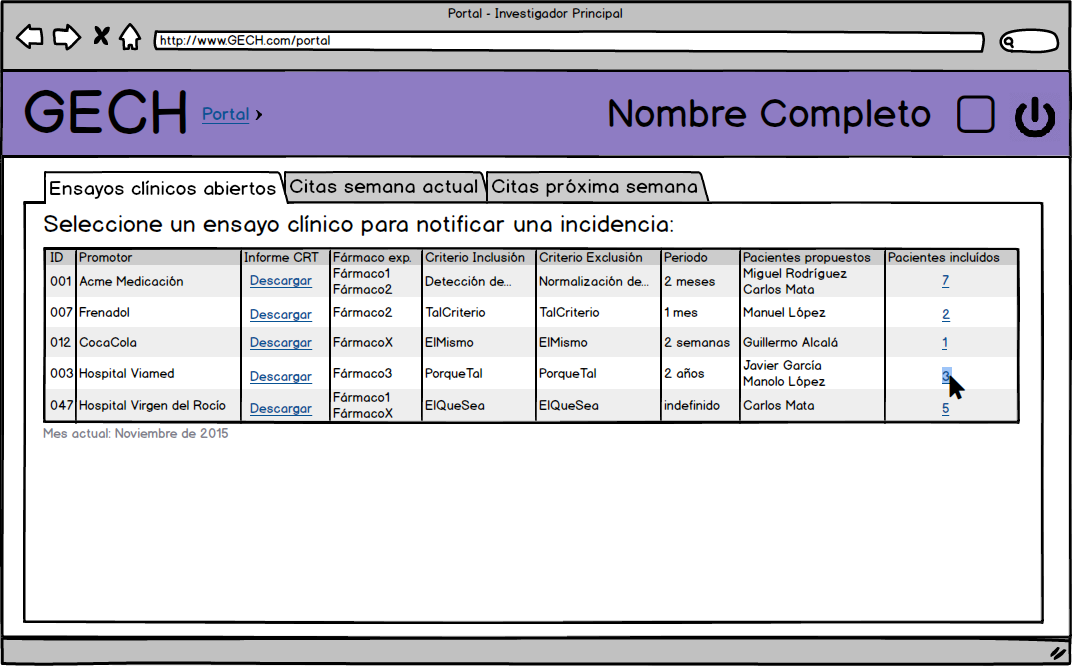 Portal - Investigador Principal
http://www.GECH.com/portal
GECH Portal > Nombre Completo
Ensayos clínicos abiertos Citas semana actual Citas próxima semana
Seleccione un ensayo clínico para notificar una incidencia:
ID Promotor Informe CRT Fármaco exp. Criterio Inclusión Criterio Exclusión Periodo Pacientes propuestos Pacientes incluídos
001 Acme Medicación Descargar Fármaco1 Detección de... Normalización de... 2 meses Miguel Rodríguez 7
Fármaco2 Carlos Mata
007 Frenadol Descargar Fármaco2 TalCriterio TalCriterio 1 mes Manuel López 2
012 CocaCola Descargar FármacoX ElMismo ElMismo 2 semanas Guillermo Alcalá 1
003 Hospital Viamed Descargar Fármaco3 PorqueTal PorqueTal 2 años Javier García 3
Manolo López
047 Hospital Virgen del Rocío Descargar Fármaco1 ElQueSea ElQueSea indefinido Carlos Mata 5
FármacoX
Mes actual: Noviembre de 2015